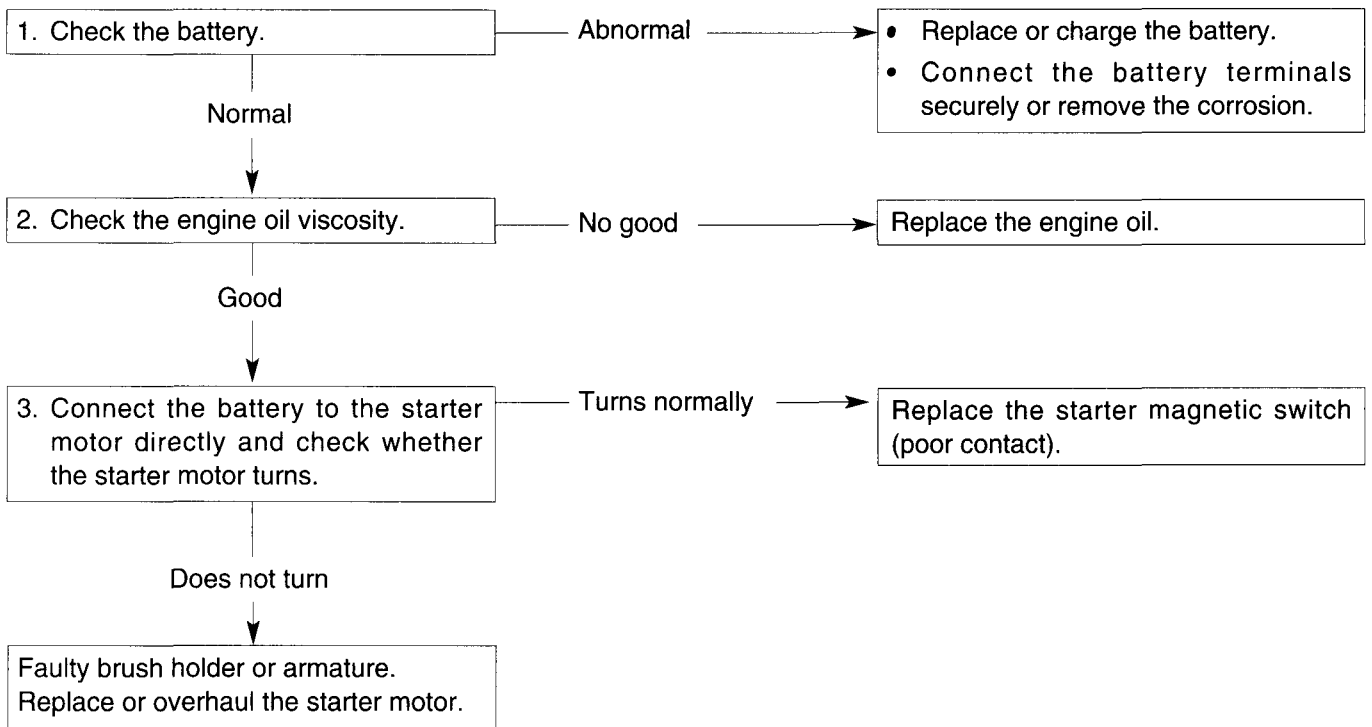 1. Check the battery.
Abnormal
• Replace or charge the battery.
• Connect the battery terminals
securely or remove the corrosion.
Normal
2. Check the engine oil viscosity.
No good
Replace the engine oil.
Good
3. Connect the battery to the starter
motor directly and check whether
the starter motor turns.
Turns normally
Replace the starter magnetic switch
(poor contact).
Does not turn
Faulty brush holder or armature.
Replace or overhaul the starter motor.